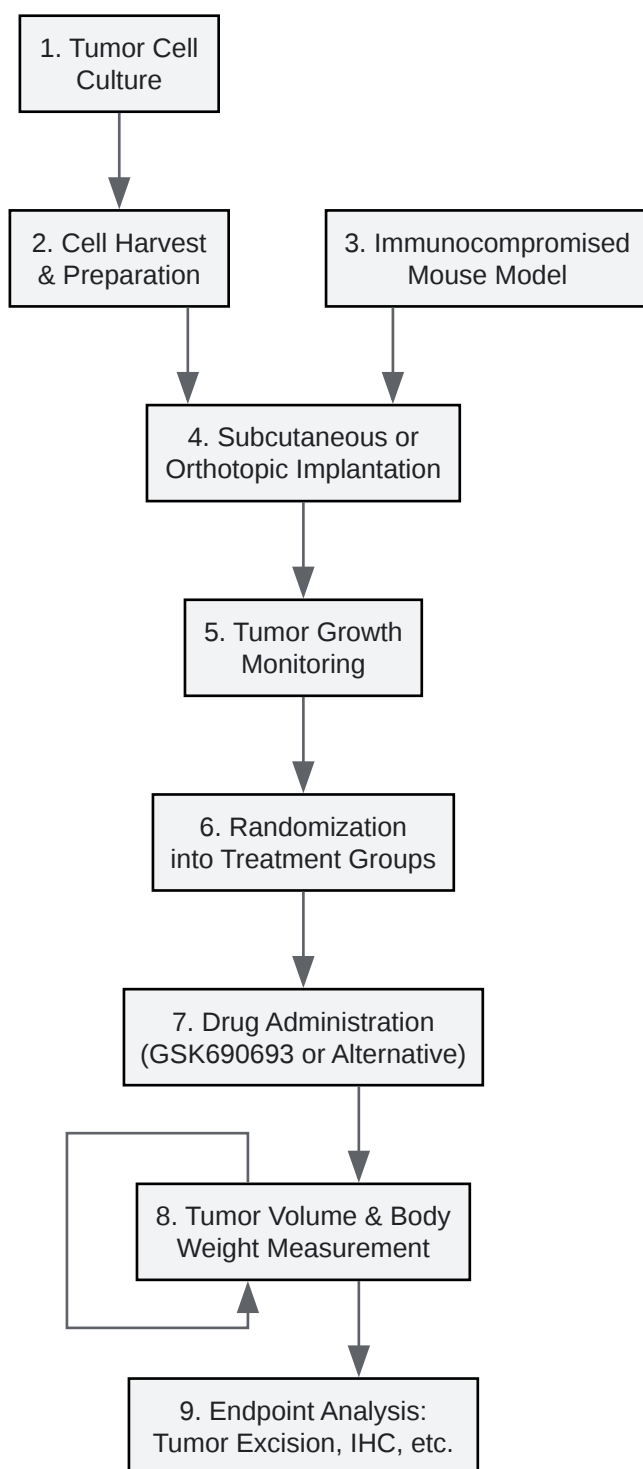 1. Tumor Cell
Culture
2. Cell Harvest
& Preparation
3. Immunocompromised
Mouse Model
4. Subcutaneous or
Orthotopic Implantation
5. Tumor Growth
Monitoring
6. Randomization
into Treatment Groups
7. Drug Administration
(GSK690693 or Alternative)
8. Tumor Volume & Body
Weight Measurement
9. Endpoint Analysis:
Tumor Excision, IHC, etc.